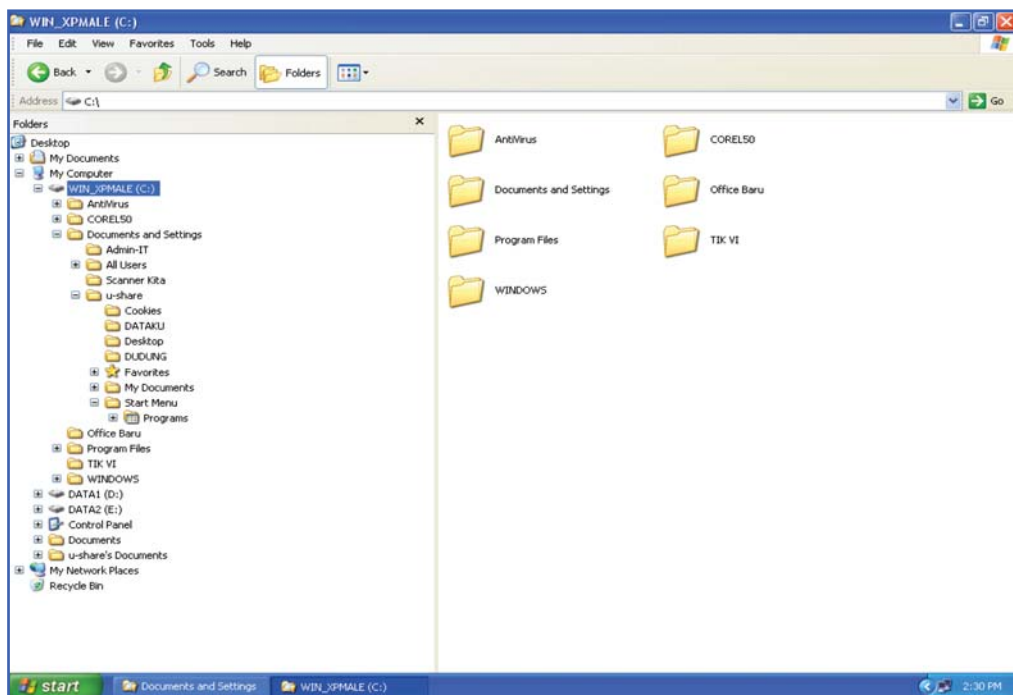 WIN_XPMALE (C:)
File Edit View Favorites Tools Help
Back Search Folders
Address C:\ Go
Folders
Desktop
My Documents
My Computer
WIN_XPMALE (C:)
AntiVirus
COREL50
Documents and Settings
Admin-IT
All Users
Scanner Kita
u-share
Cookies
DATAKU
Desktop
DUDUNG
Favorites
My Documents
Start Menu
Programs
Office Baru
Program Files
TIK VI
WINDOWS
DATA1 (D:)
DATA2 (E:)
Control Panel
Documents
u-share's Documents
My Network Places
Recycle Bin
AntiVirus COREL50
Documents and Settings Office Baru
Program Files TIK VI
WINDOWS
start Documents and Settings WIN_XPMALE (C:) 2:30 PM